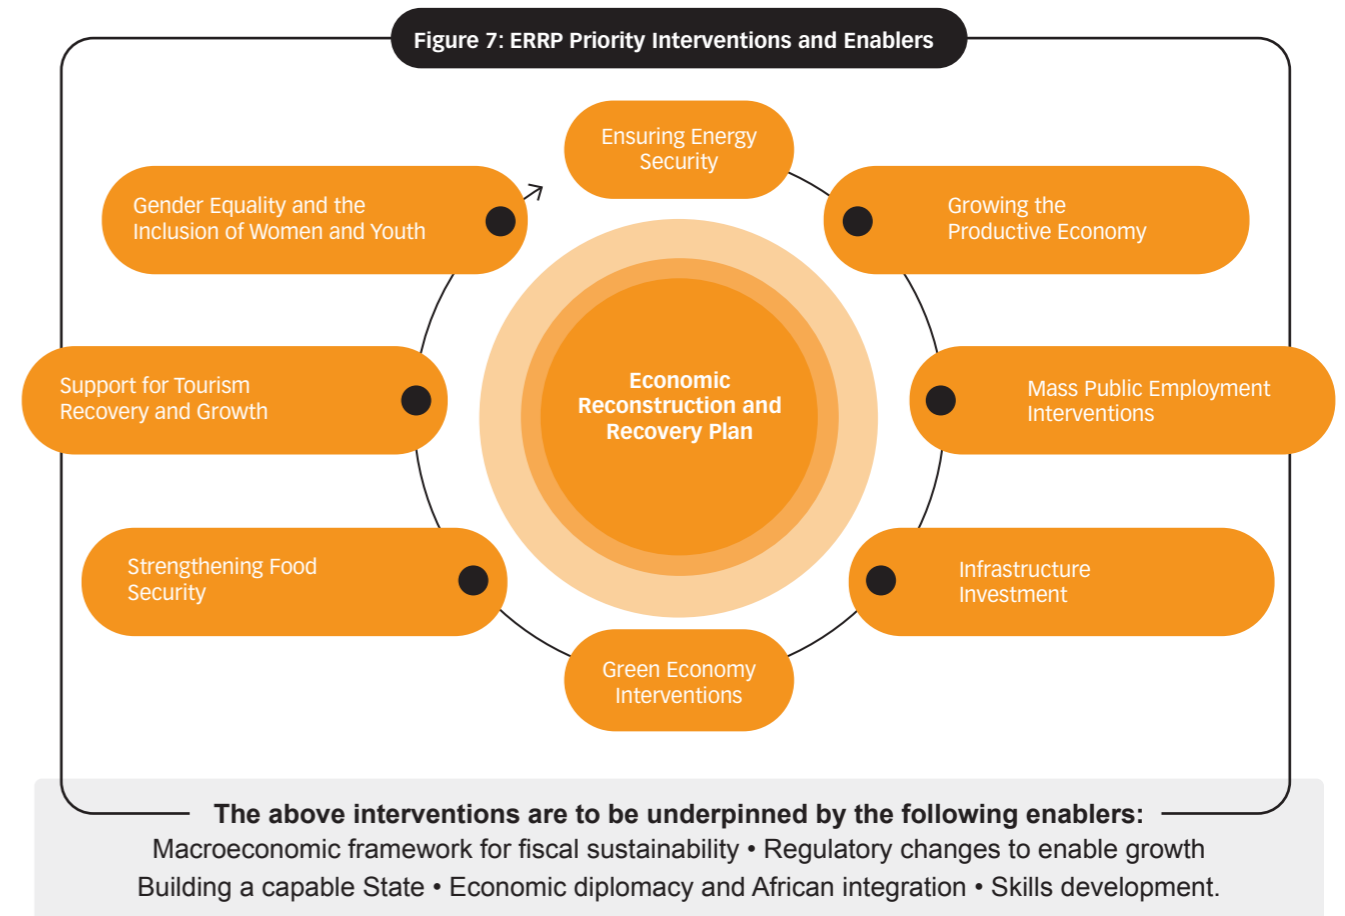 Figure 7: ERRP Priority Interventions and Enablers
Ensuring Energy
Security
Growing the
Productive Economy
Mass Public Employment
Interventions
Infrastructure
Investment
Green Economy
Interventions
Strengthening Food
Security
Support for Tourism
Recovery and Growth
Gender Equality and the
Inclusion of Women and Youth
Economic
Reconstruction and
Recovery Plan
The above interventions are to be underpinned by the following enablers:
Macroeconomic framework for fiscal sustainability • Regulatory changes to enable growth
Building a capable State • Economic diplomacy and African integration • Skills development.